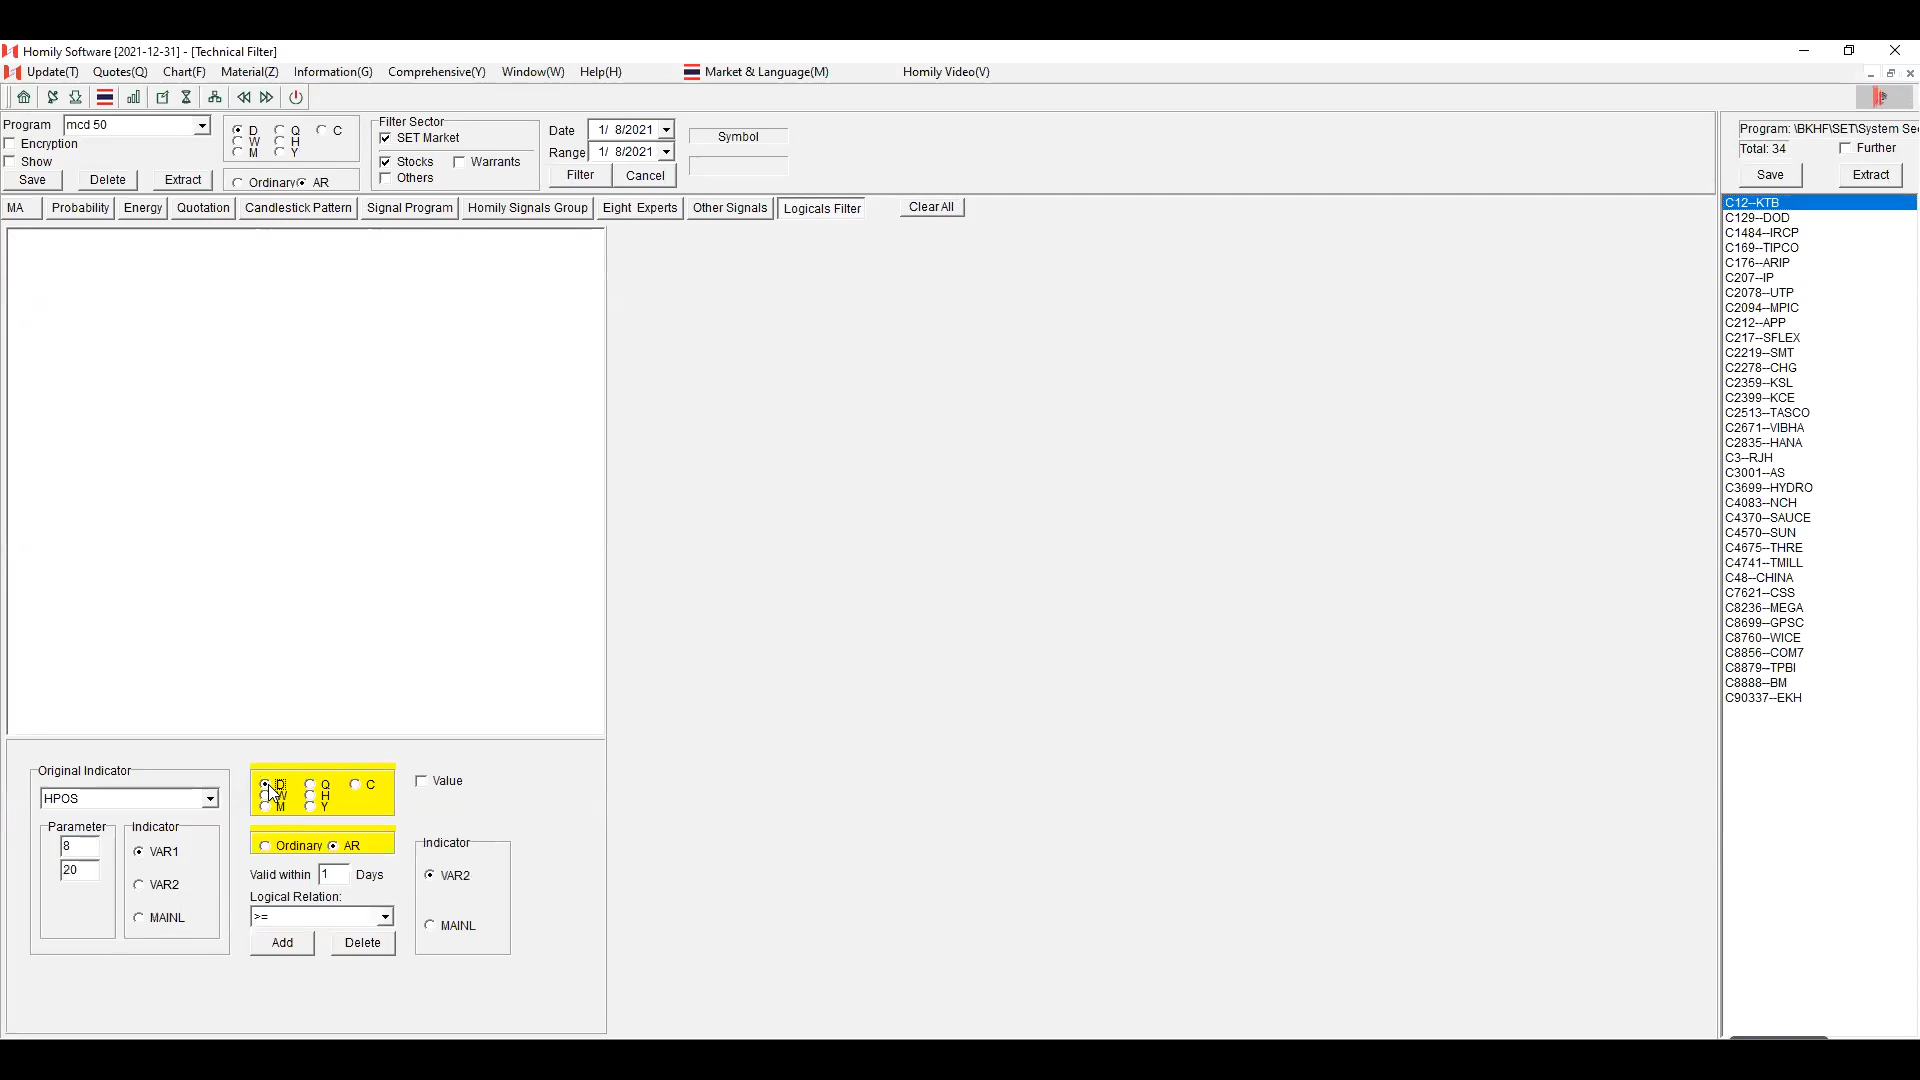 Homily Software [2021-12-31] - [Technical Filter]
Update(T) Quotes(Q) Chart(F) Material(Z) Information(G) Comprehensive(Y) Window(W) Help(H) Market & Language(M) Homily Video(V)
Program mcd 50
Encryption
Show
Save Delete Extract
D Q C
W H
M Y
Ordinary AR
Filter Sector
SET Market
Stocks Warrants
Others
Date 1/ 8/2021
Range 1/ 8/2021
Filter Cancel
Symbol
MA Probability Energy Quotation Candlestick Pattern Signal Program Homily Signals Group Eight Experts Other Signals Logicals Filter Clear All
Program: \BKHF\SET\System Sec
Total: 34 Further
Save Extract
C12--KTB
C129--DOD
C1484--IRCP
C169--TIPCO
C176--ARIP
C207--IP
C2078--UTP
C2094--MPIC
C212--APP
C217--SFLEX
C2219--SMT
C2278--CHG
C2359--KSL
C2399--KCE
C2513--TASCO
C2671--VIBHA
C2835--HANA
C3--RJH
C3001--AS
C3699--HYDRO
C4083--NCH
C4370--SAUCE
C4570--SUN
C4675--THRE
C4741--TMILL
C48--CHINA
C7621--CSS
C8236--MEGA
C8699--GPSC
C8760--WICE
C8856--COM7
C8879--TPBI
C8888--BM
C90337--EKH
Original Indicator
HPOS
Parameter
8
20
Indicator
VAR1
VAR2
MAINL
D Q C
W H
M Y
Ordinary AR
Valid within 1 Days
Logical Relation:
>=
Add Delete
Value
Indicator
VAR2
MAINL